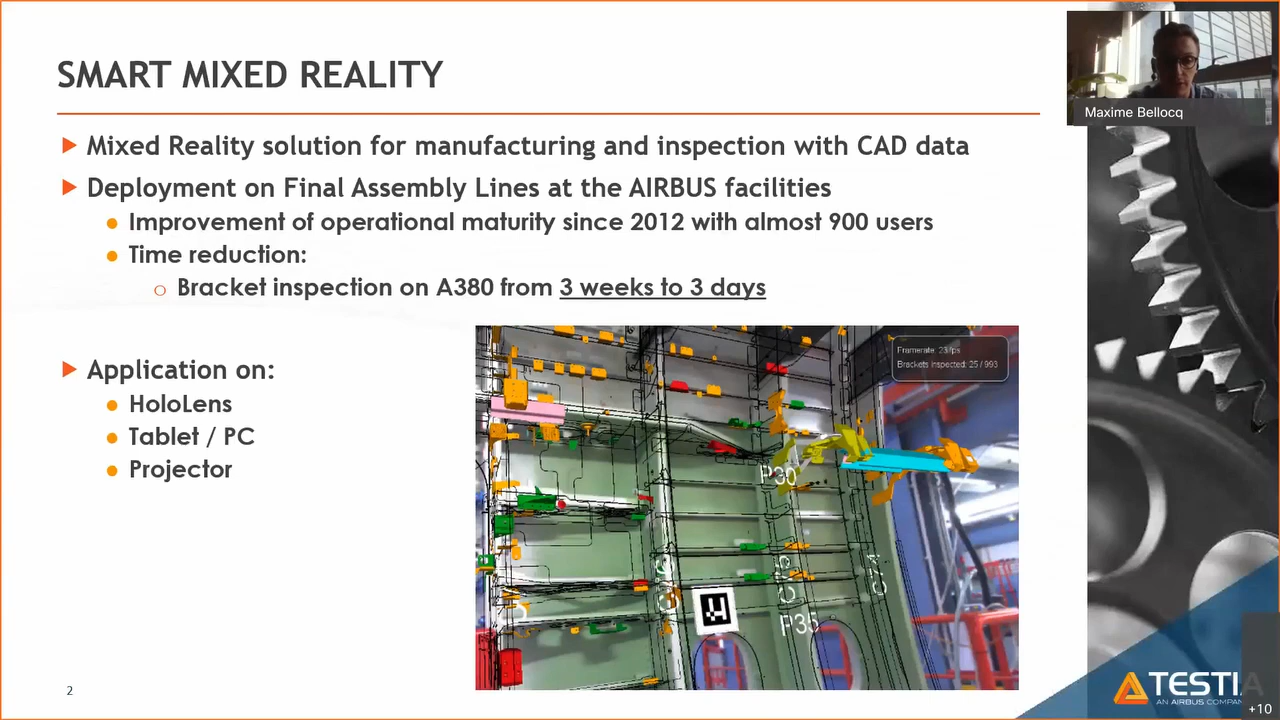 SMART MIXED REALITY
Maxime Bellocq
Mixed Reality solution for manufacturing and inspection with CAD data
Deployment on Final Assembly Lines at the AIRBUS facilities
Improvement of operational maturity since 2012 with almost 900 users
Time reduction:
Bracket inspection on A380 from 3 weeks to 3 days
Application on:
HoloLens
Tablet / PC
Projector
Framerate: 23 fps
Brackets inspected: 25 / 993
P30
C74
P35
2
TESTIA
AN AIRBUS COMPAN
+10